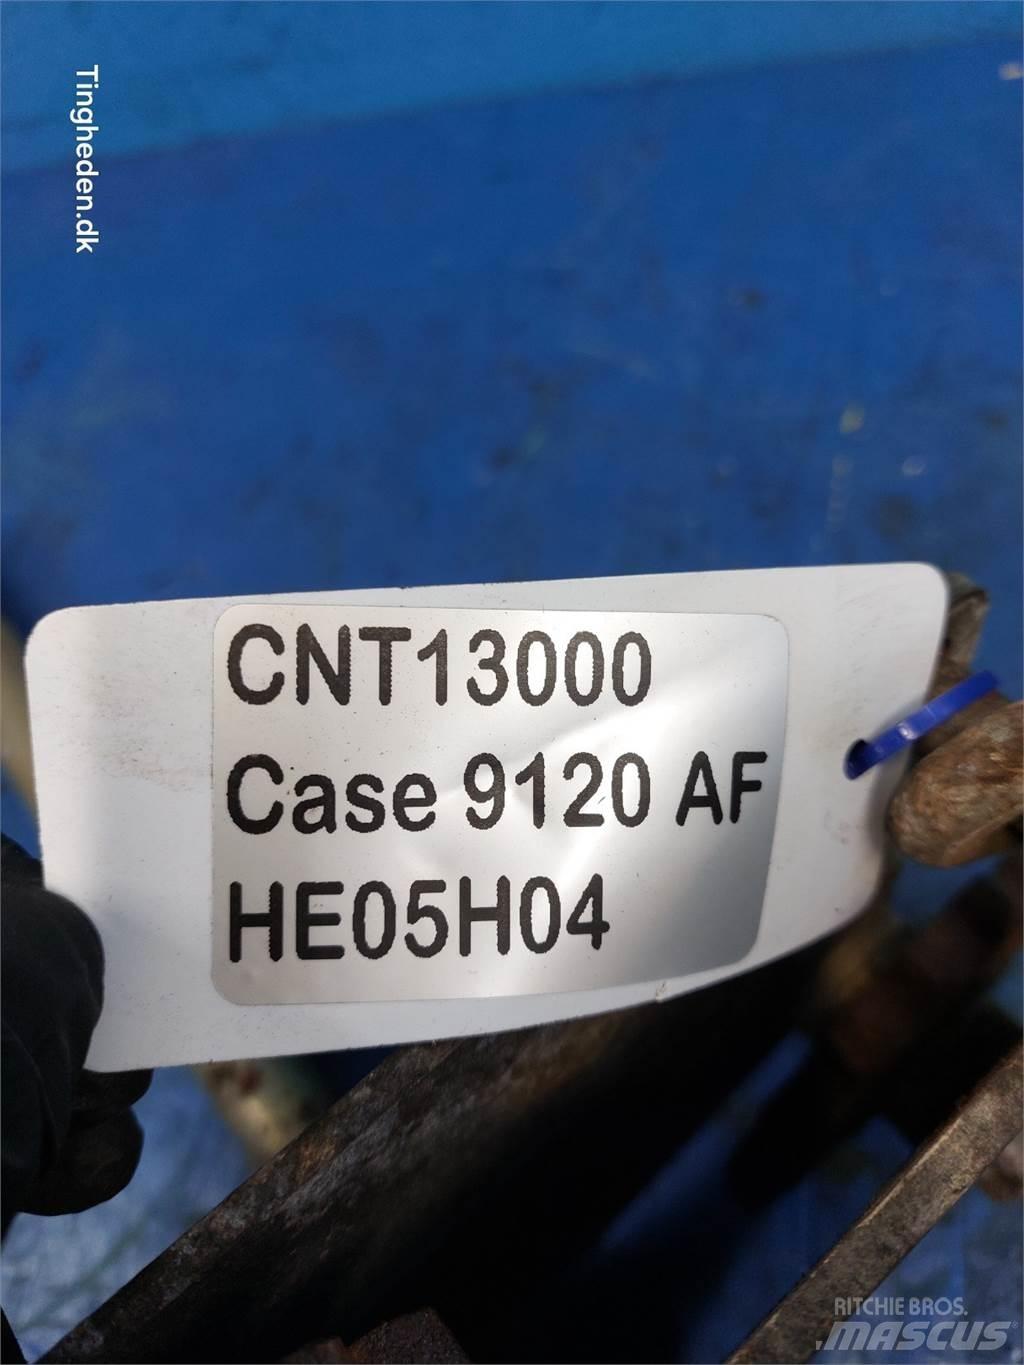 Tingheden.dk
CNT13000
Case 9120 AF
HE05H04
RITCHIE BROS.
MASCUS